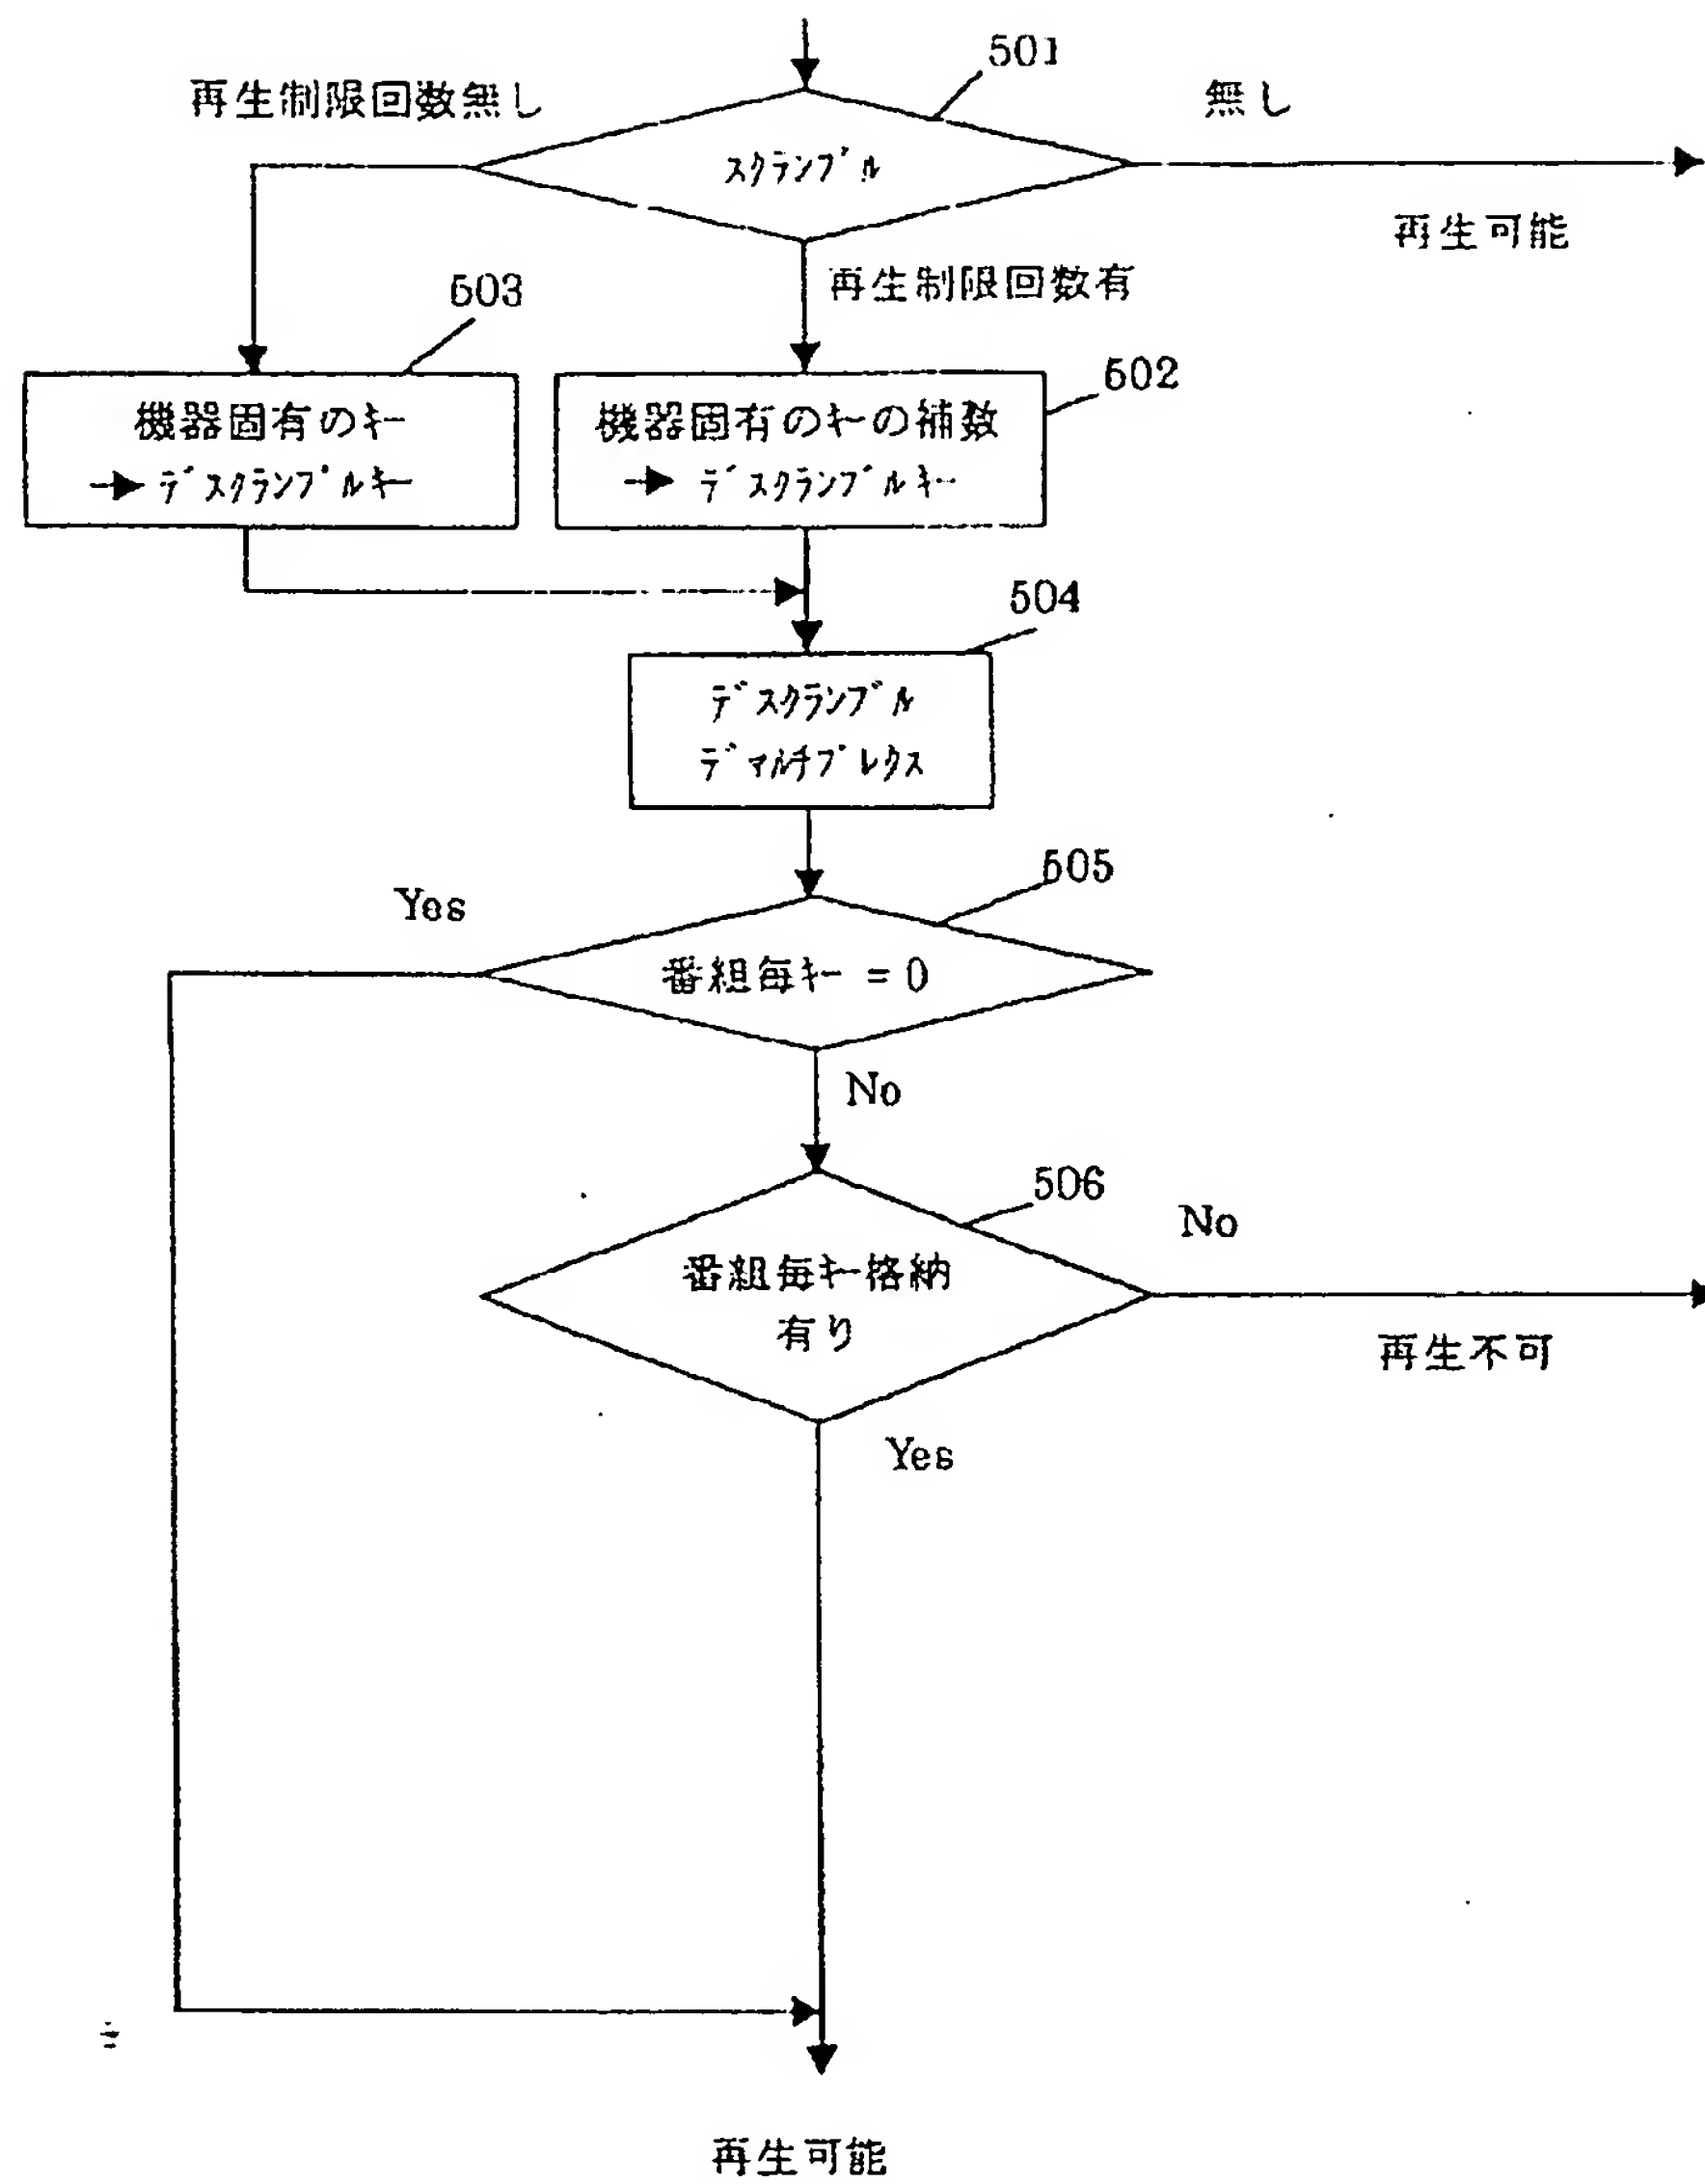 501
再生制限回数無し
無し
スクランブル
再生可能
再生制限回数有
503
502
機器固有のキー
→ デスクランブルキー
機器固有のキーの補数
→ デスクランブルキー
504
デスクランブル
デマルチプレクス
505
Yes
番組毎キー = 0
No
506
No
番組毎キー格納
有り
再生不可
Yes
再生可能